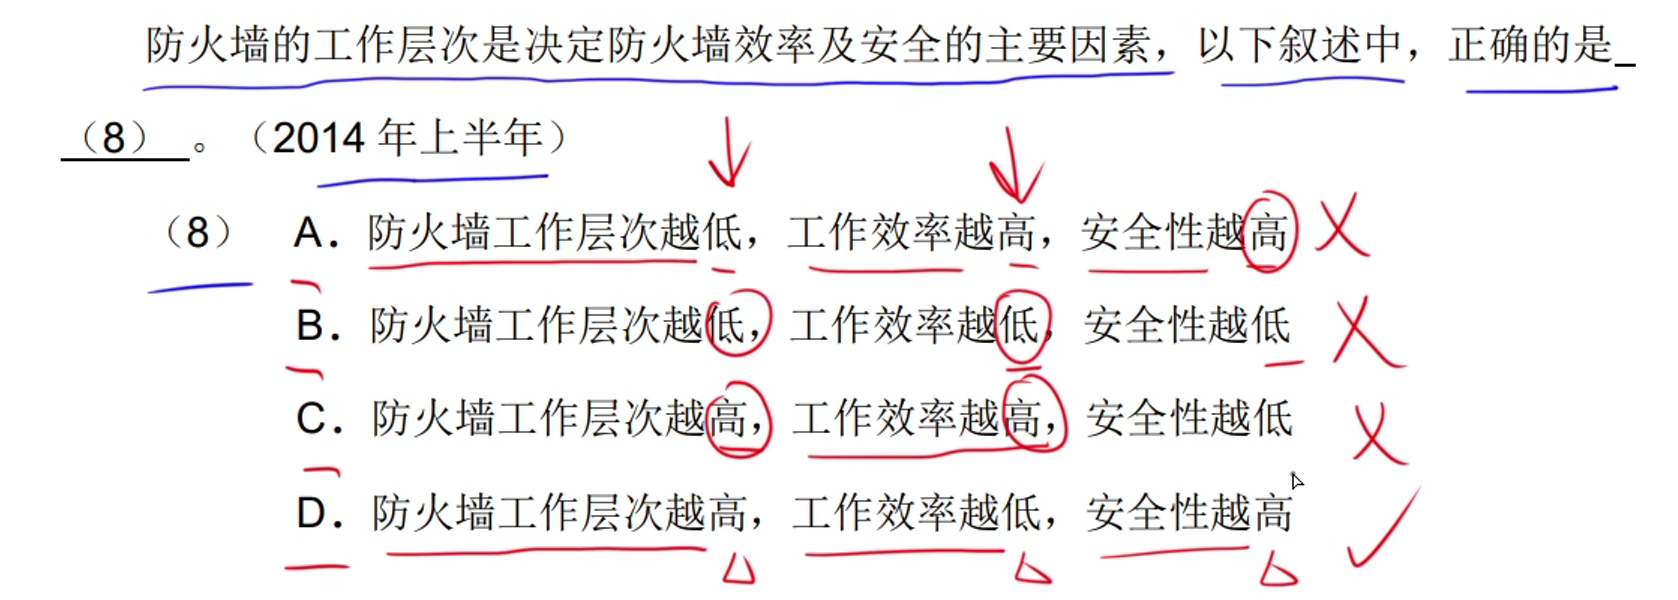 防火墙的工作层次是决定防火墙效率及安全的主要因素，以下叙述中，正确的是_
（8）。（2014 年上半年）
（8） A. 防火墙工作层次越低，工作效率越高，安全性越高
B. 防火墙工作层次越低，工作效率越低，安全性越低
C. 防火墙工作层次越高，工作效率越高，安全性越低
D. 防火墙工作层次越高，工作效率越低，安全性越高